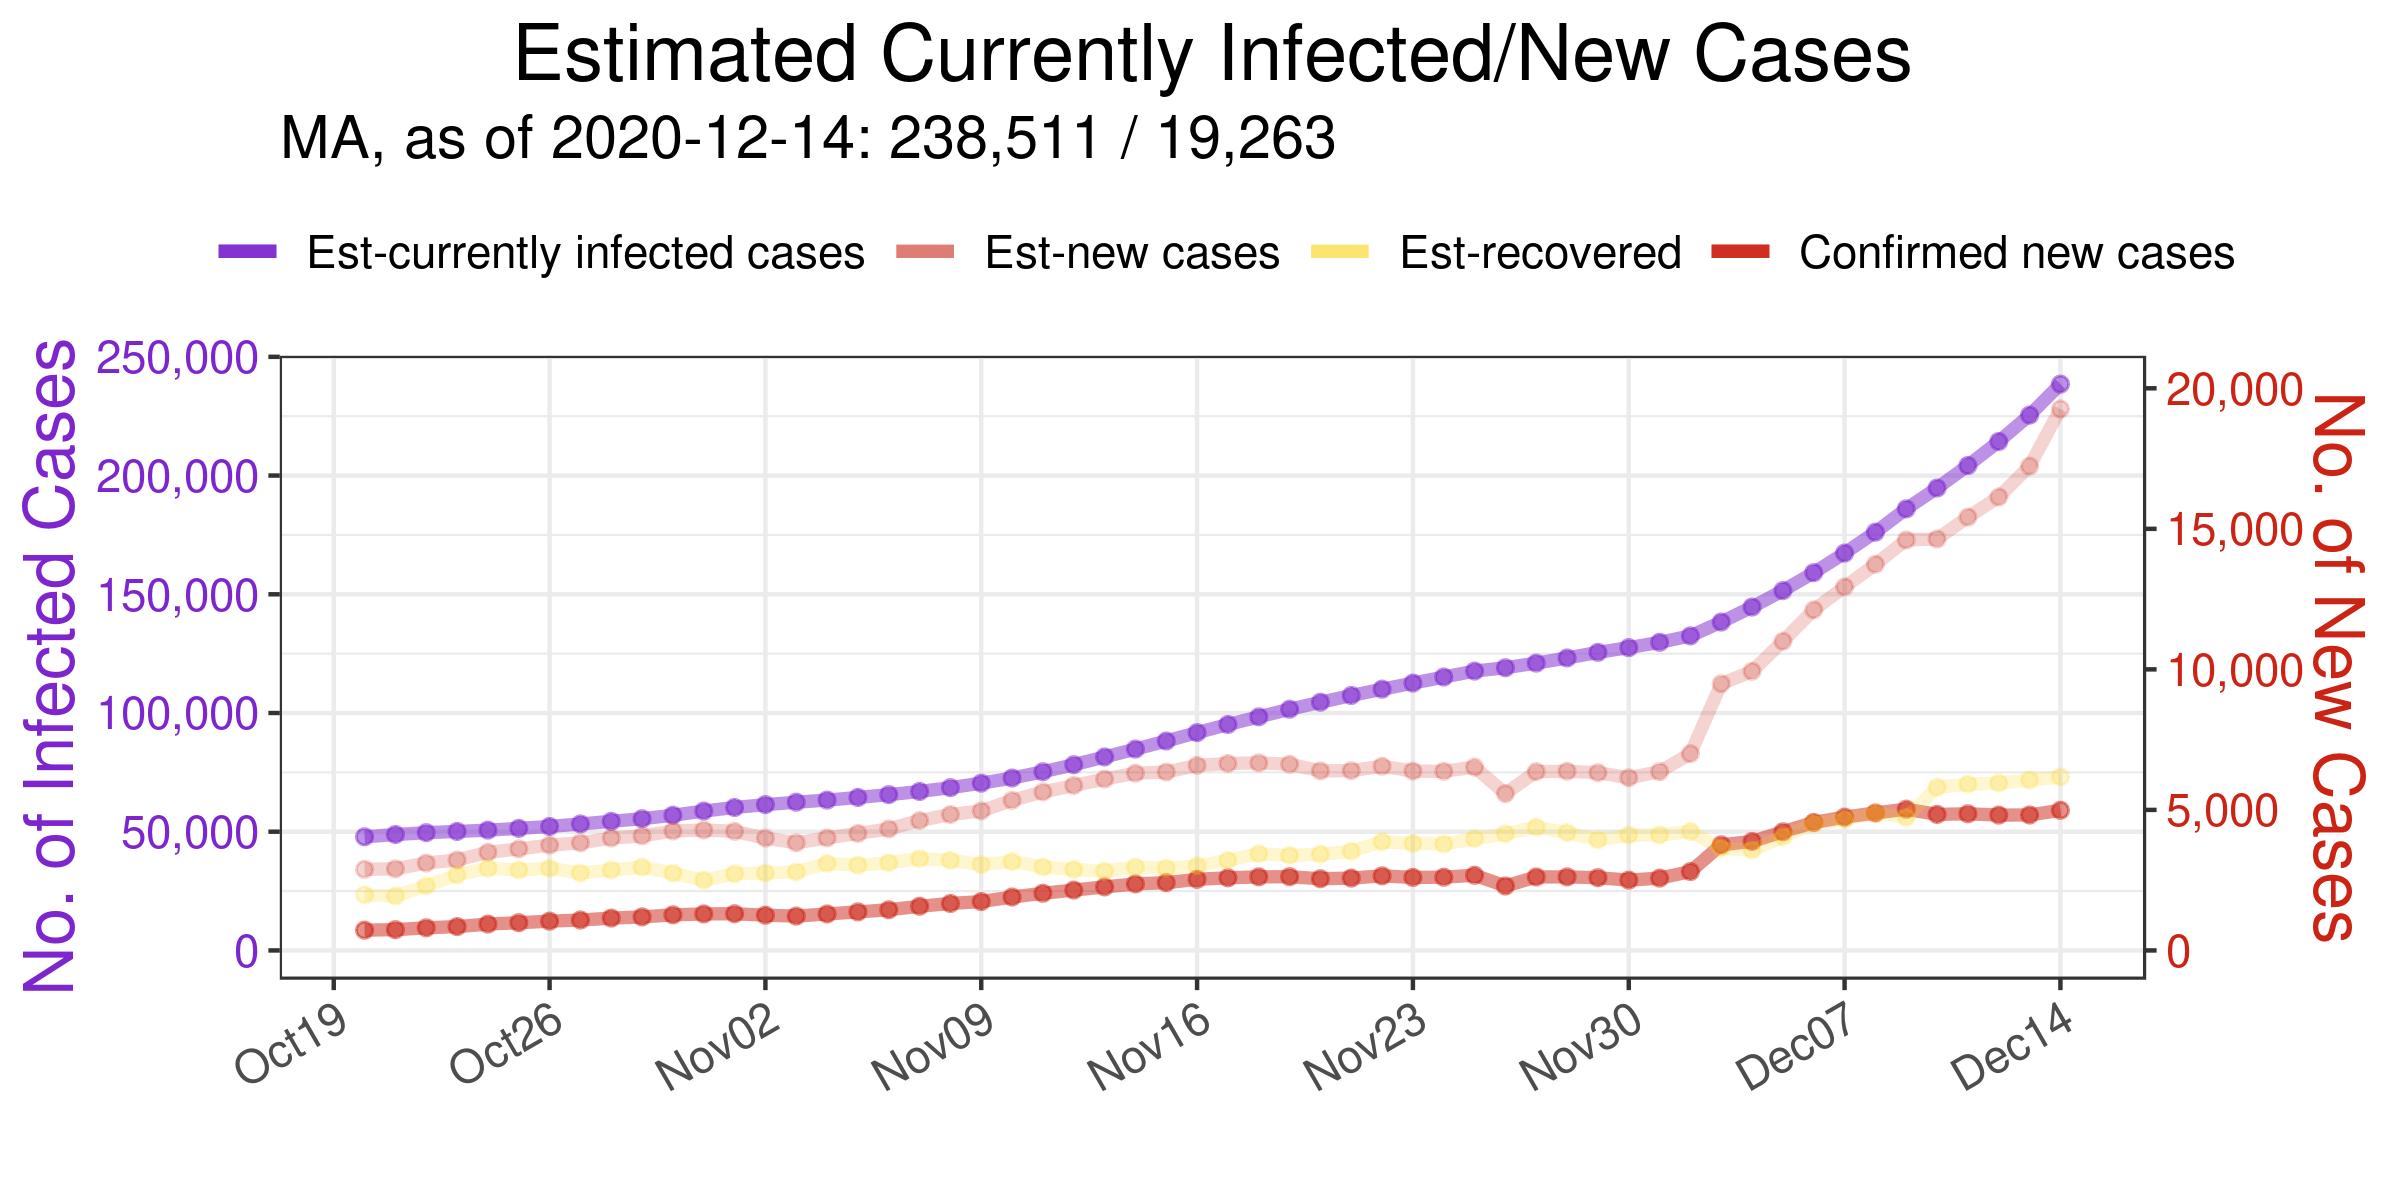 Estimated Currently Infected/New Cases
MA, as of 2020-12-14: 238,511 / 19,263
Est-currently infected cases Est-new cases Est-recovered Confirmed new cases
No. of Infected Cases
250,000
200,000
150,000
100,000
50,000
0
20,000
15,000
10,000
5,000
0
No. of New Cases
Oct19 Oct26 Nov02 Nov09 Nov16 Nov23 Nov30 Dec07 Dec14